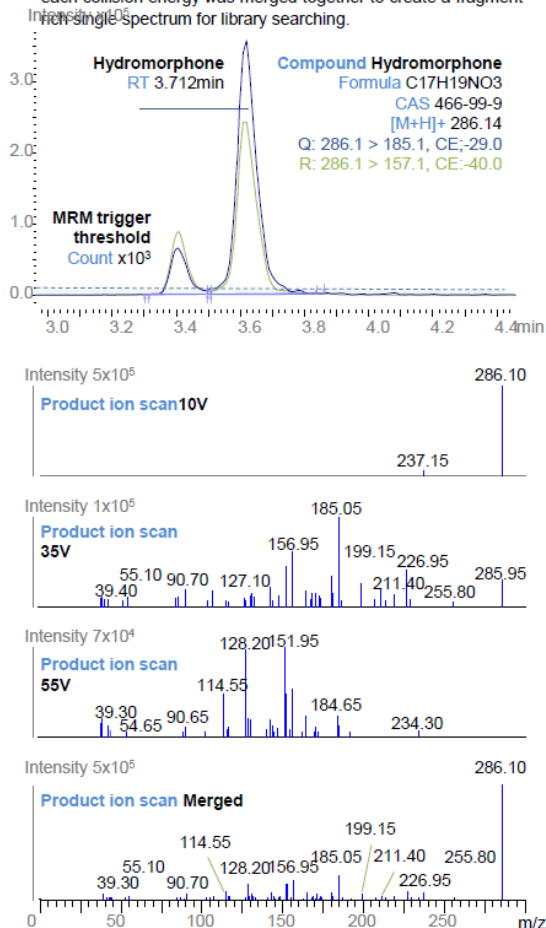 each collision energy was merged together to create a fragment
rich single spectrum for library searching.
Intensity x10⁵
Hydromorphone
RT 3.712min
Compound Hydromorphone
Formula C17H19NO3
CAS 466-99-9
[M+H]+ 286.14
Q: 286.1 > 185.1, CE;-29.0
R: 286.1 > 157.1, CE:-40.0
3.0
2.0
1.0
0.0
MRM trigger
threshold
Count x10³
3.0 3.2 3.4 3.6 3.8 4.0 4.2 4.4 min
Intensity 5x10⁵
Product ion scan10V
237.15
286.10
Intensity 1x10⁵
Product ion scan
35V
39.40
55.10
90.70
127.10
156.95
185.05
199.15
211.40
226.95
255.80
285.95
Intensity 7x10⁴
Product ion scan
55V
39.30
54.65
90.65
114.55
128.20
151.95
184.65
234.30
Intensity 5x10⁵
Product ion scan Merged
39.30
55.10
90.70
114.55
128.20
156.95
185.05
199.15
211.40
226.95
255.80
286.10
0 50 100 150 200 250 m/z